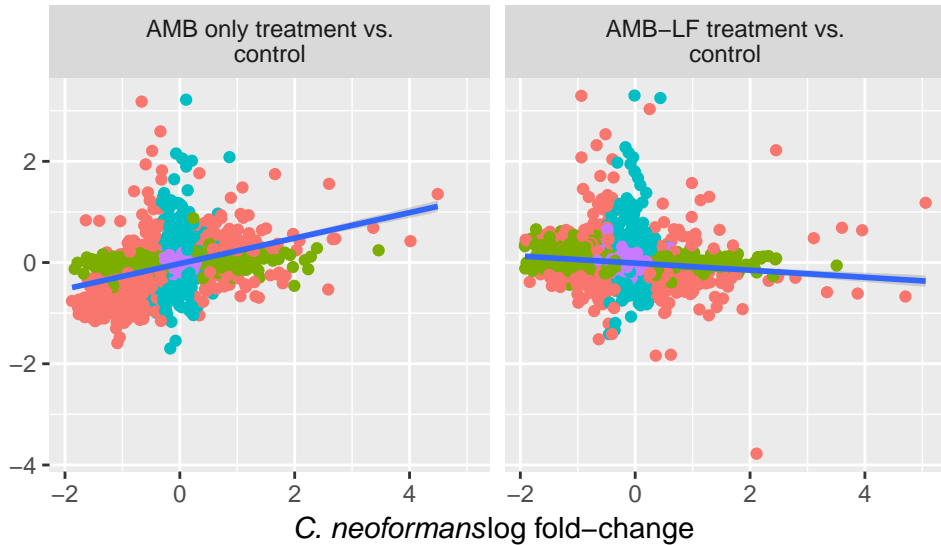 AMB only treatment vs.
control
AMB−LF treatment vs.
control
2
0
−2
−4
−2 0 2 4
−2 0 2 4
C. neoformanslog fold−change